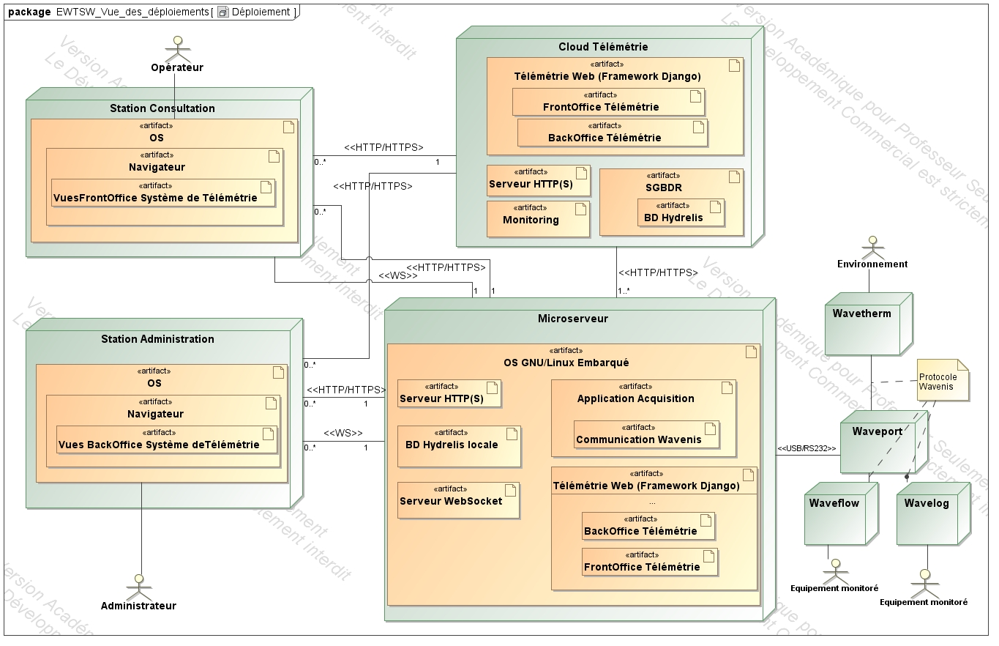 package EWTSW_Vue_des_déploiements[ Déploiement ]
Opérateur
Station Consultation
«artifact»
OS
«artifact»
Navigateur
«artifact»
VuesFrontOffice Système de Télémétrie
Cloud Télémétrie
«artifact»
Télémétrie Web (Framework Django)
«artifact»
FrontOffice Télémétrie
«artifact»
BackOffice Télémétrie
«artifact»
Serveur HTTP(S)
«artifact»
Monitoring
«artifact»
SGBDR
«artifact»
BD Hydrelis
<<HTTP/HTTPS>>
0..*
1
<<HTTP/HTTPS>>
0..*
<<HTTP/HTTPS>>
<<WS>>
1
1
<<HTTP/HTTPS>>
1..*
Station Administration
«artifact»
OS
«artifact»
Navigateur
«artifact»
Vues BackOffice Système deTélémétrie
Administrateur
0..*
<<HTTP/HTTPS>>
0..*
1
<<WS>>
0..*
1
Microserveur
«artifact»
OS GNU/Linux Embarqué
«artifact»
Serveur HTTP(S)
«artifact»
BD Hydrelis locale
«artifact»
Serveur WebSocket
«artifact»
Application Acquisition
«artifact»
Communication Wavenis
«artifact»
Télémétrie Web (Framework Django)
...
«artifact»
BackOffice Télémétrie
«artifact»
FrontOffice Télémétrie
Environnement
Wavetherm
Protocole
Wavenis
Waveport
<<USB/RS232>>
Waveflow
Wavelog
Equipement monitoré
Equipement monitoré